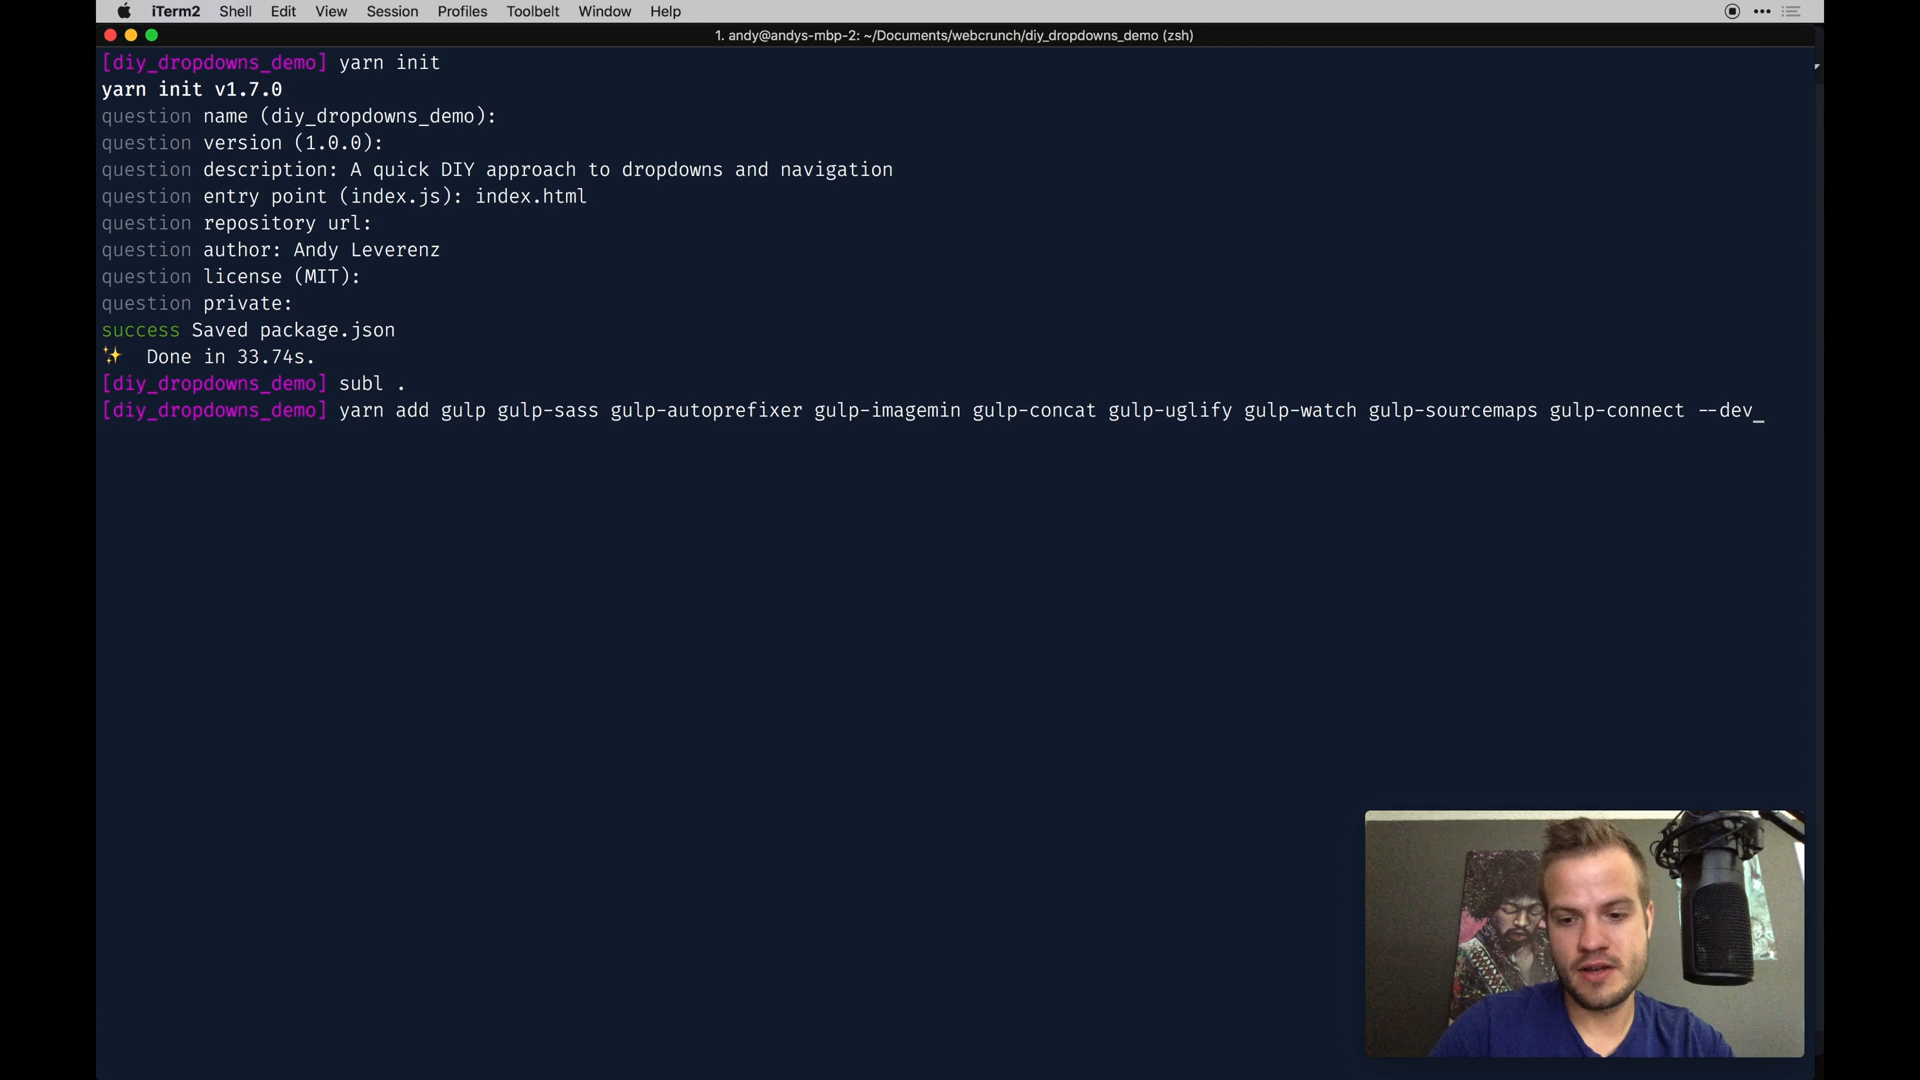 iTerm2 Shell Edit View Session Profiles Toolbelt Window Help
1. andy@andys-mbp-2: ~/Documents/webcrunch/diy_dropdowns_demo (zsh)
[diy_dropdowns_demo] yarn init
yarn init v1.7.0
question name (diy_dropdowns_demo):
question version (1.0.0):
question description: A quick DIY approach to dropdowns and navigation
question entry point (index.js): index.html
question repository url:
question author: Andy Leverenz
question license (MIT):
question private:
success Saved package.json
✨ Done in 33.74s.
[diy_dropdowns_demo] subl .
[diy_dropdowns_demo] yarn add gulp gulp-sass gulp-autoprefixer gulp-imagemin gulp-concat gulp-uglify gulp-watch gulp-sourcemaps gulp-connect --dev_